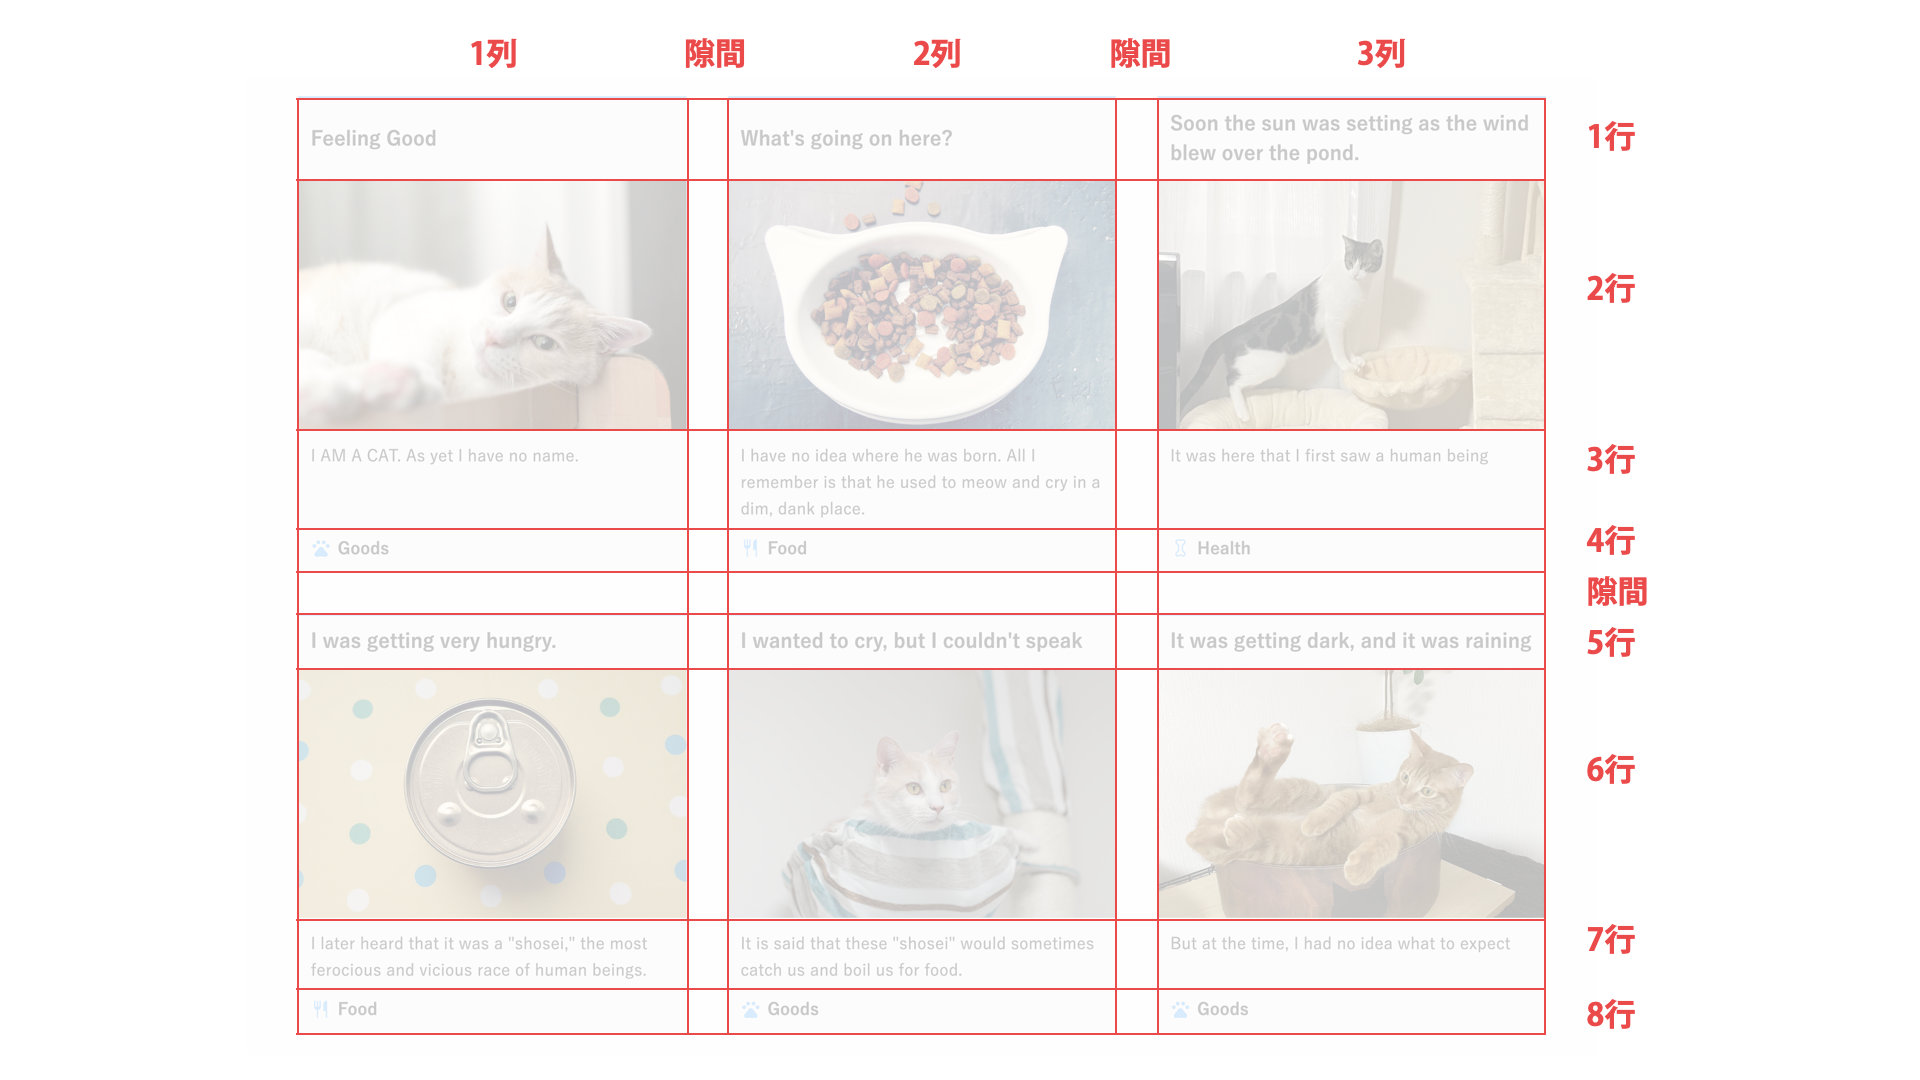 1列 隙間 2列 隙間 3列
Feeling Good
What's going on here?
Soon the sun was setting as the wind
blew over the pond.
1行
2行
I AM A CAT. As yet I have no name.
I have no idea where he was born. All I
remember is that he used to meow and cry in a
dim, dank place.
It was here that I first saw a human being
3行
Goods
Food
Health
4行
隙間
I was getting very hungry.
I wanted to cry, but I couldn't speak
It was getting dark, and it was raining
5行
6行
I later heard that it was a "shosei," the most
ferocious and vicious race of human beings.
It is said that these "shosei" would sometimes
catch us and boil us for food.
But at the time, I had no idea what to expect
7行
Food
Goods
Goods
8行